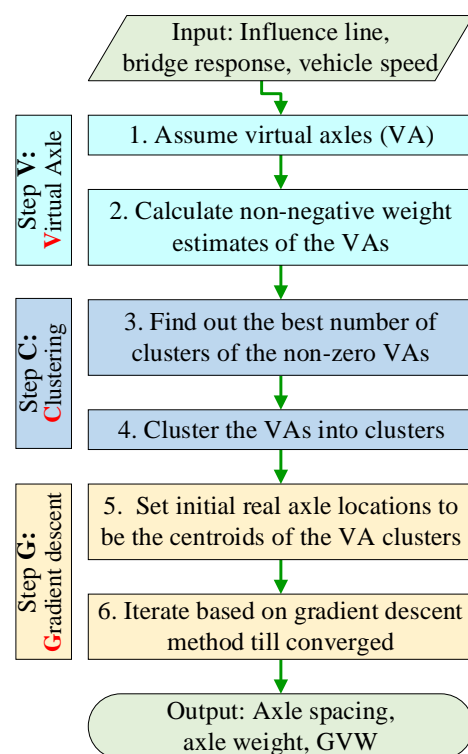 Input: Influence line,
bridge response, vehicle speed
Step V:
Virtual Axle
1. Assume virtual axles (VA)
2. Calculate non-negative weight
estimates of the VAs
Step C:
Clustering
3. Find out the best number of
clusters of the non-zero VAs
4. Cluster the VAs into clusters
Step G:
Gradient descent
5. Set initial real axle locations to
be the centroids of the VA clusters
6. Iterate based on gradient descent
method till converged
Output: Axle spacing,
axle weight, GVW